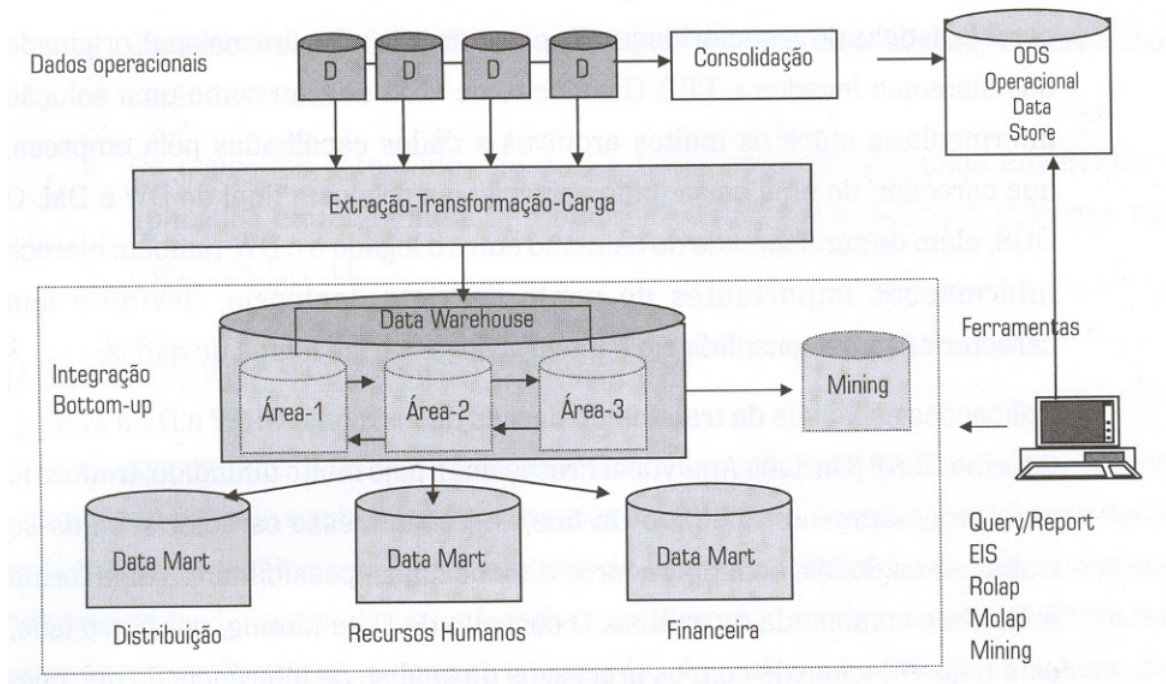 Dados operacionais
D
D
D
D
Consolidação
ODS
Operacional
Data
Store
Extração-Transformação-Carga
Data Warehouse
Integração
Bottom-up
Área-1
Área-2
Área-3
Mining
Ferramentas
Data Mart
Data Mart
Data Mart
Distribuição
Recursos Humanos
Financeira
Query/Report
EIS
Rolap
Molap
Mining